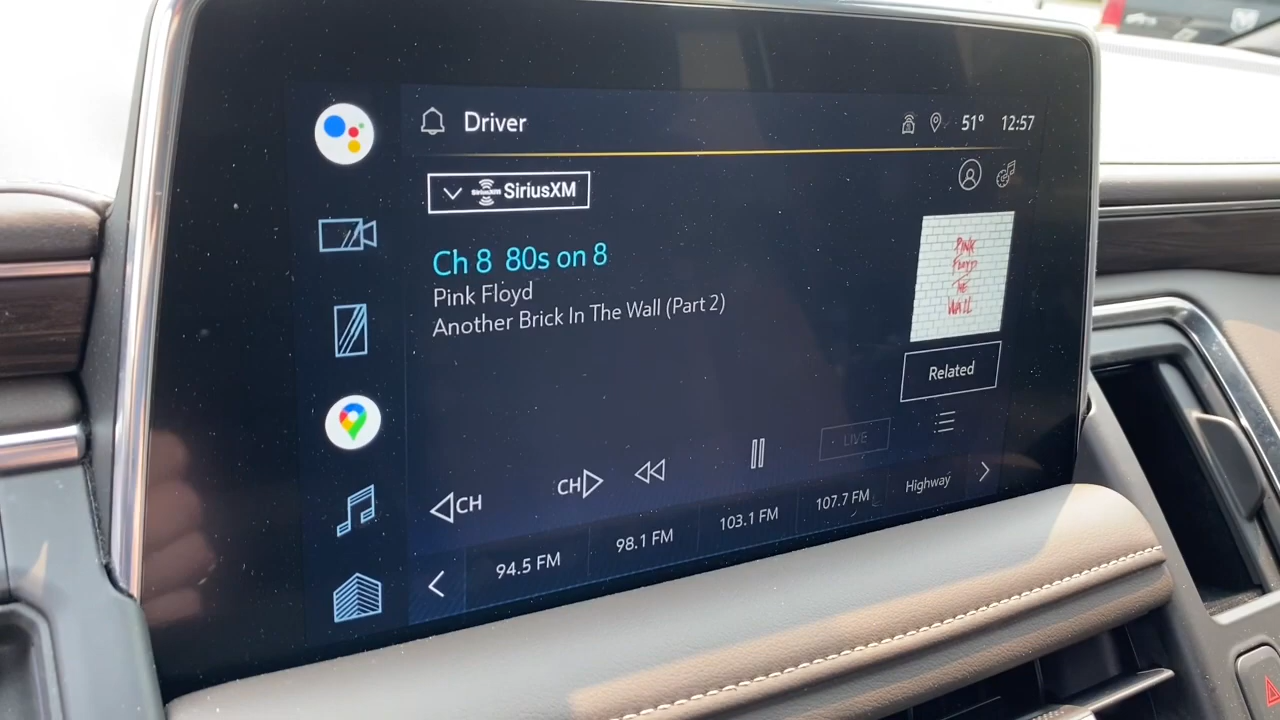 Driver
51° 12:57
SiriusXM SiriusXM
Ch 8 80s on 8
Pink Floyd
Another Brick In The Wall (Part 2)
PINK
FLOYD
THE
WALL
Related
LIVE
CH
CH
94.5 FM
98.1 FM
103.1 FM
107.7 FM
Highway